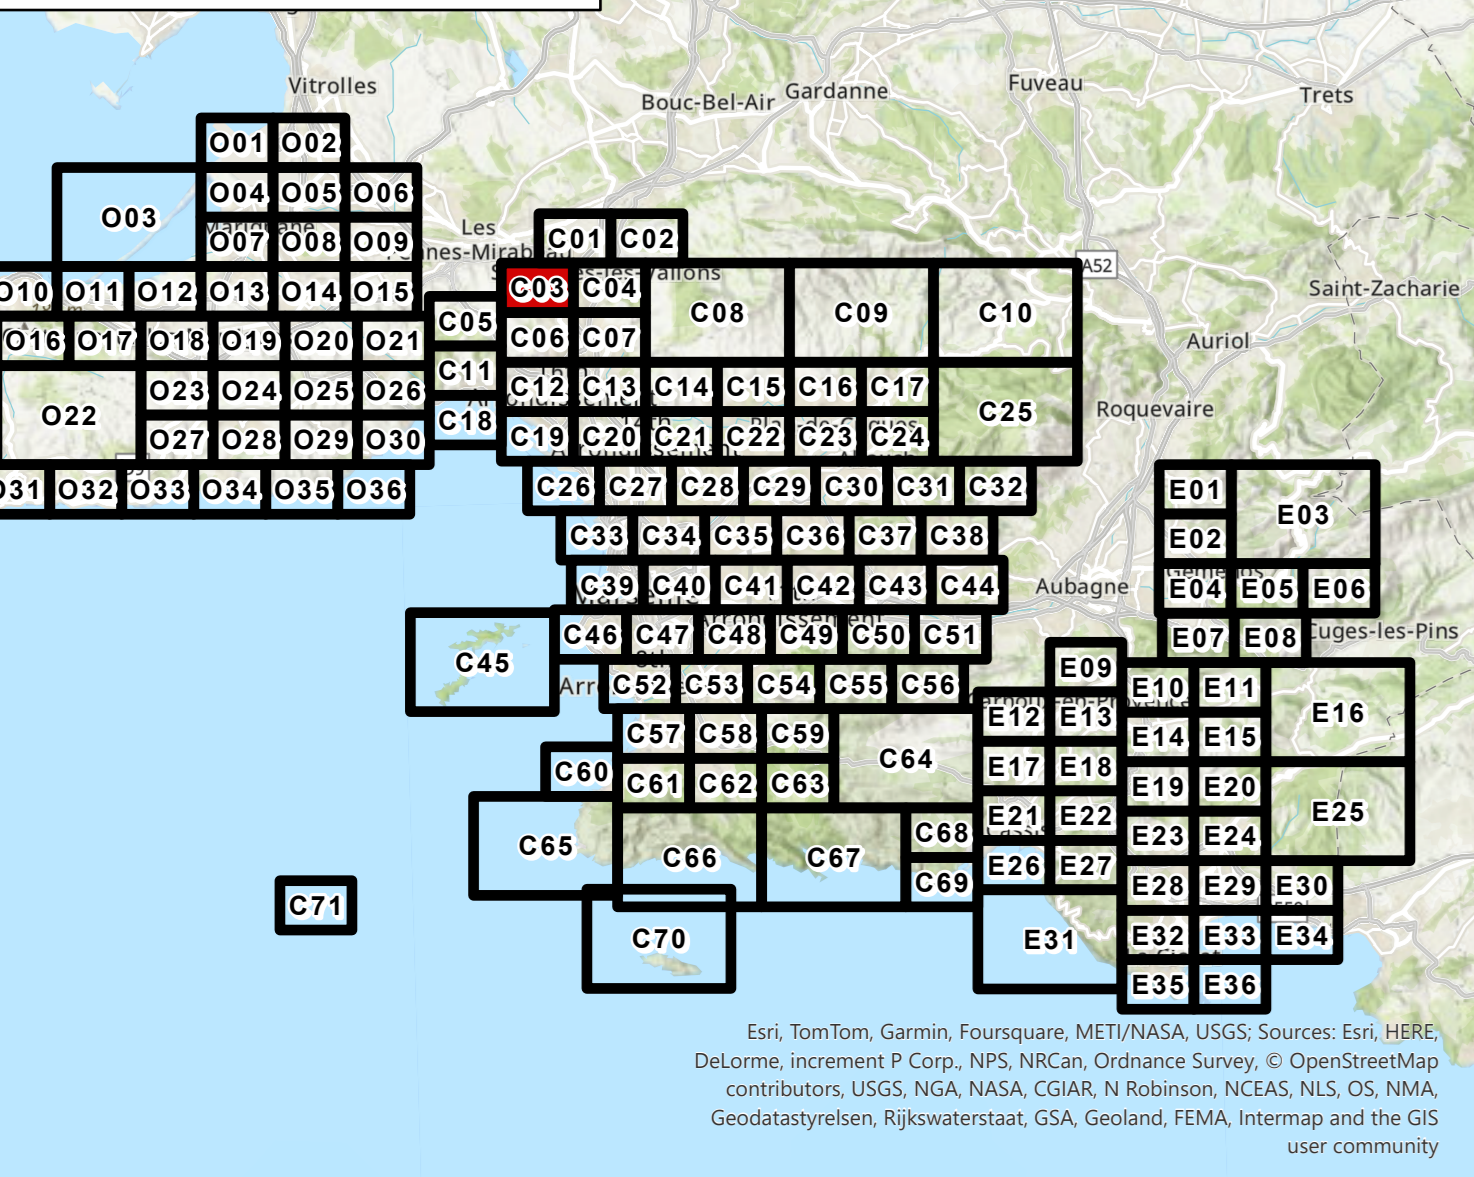 Vitrolles
Bouc-Bel-Air
Gardanne
Fuveau
Trets
O01 O02
O04 O05 O06
O03
Les
O07 O08 O09
C01 C02
A52
O10 O11 O12 O13 O14 O15
C03 C04
Saint-Zacharie
C05
C08 C09 C10
O16 O17 O18 O19 O20 O21
C06 C07
Auriol
C11
O22
O23 O24 O25 O26
C12 C13 C14 C15 C16 C17
C25
Roquevaire
C18
O27 O28 O29 O30
C19 C20 C21 C22 C23 C24
O31 O32 O33 O34 O35 O36
C26 C27 C28 C29 C30 C31 C32
E01
E03
C33 C34 C35 C36 C37 C38
E02
C39 C40 C41 C42 C43 C44
Aubagne
E04 E05 E06
C45
C46 C47 C48 C49 C50 C51
E07 E08
Cuges-les-Pins
C52 C53 C54 C55 C56
E09
E10 E11
E16
C57 C58 C59
C64
E12 E13
E14 E15
C60
C61 C62 C63
E17 E18
E19 E20
E25
C65
C66 C67
C68
E21 E22
E23 E24
C69
E26 E27
E28 E29 E30
C71
C70
E31
E32 E33 E34
E35 E36
Esri, TomTom, Garmin, Foursquare, METI/NASA, USGS; Sources: Esri, HERE,
DeLorme, increment P Corp., NPS, NRCan, Ordnance Survey, © OpenStreetMap
contributors, USGS, NGA, NASA, CGIAR, N Robinson, NCEAS, NLS, OS, NMA,
Geodatastyrelsen, Rijkswaterstaat, GSA, Geoland, FEMA, Intermap and the GIS
user community